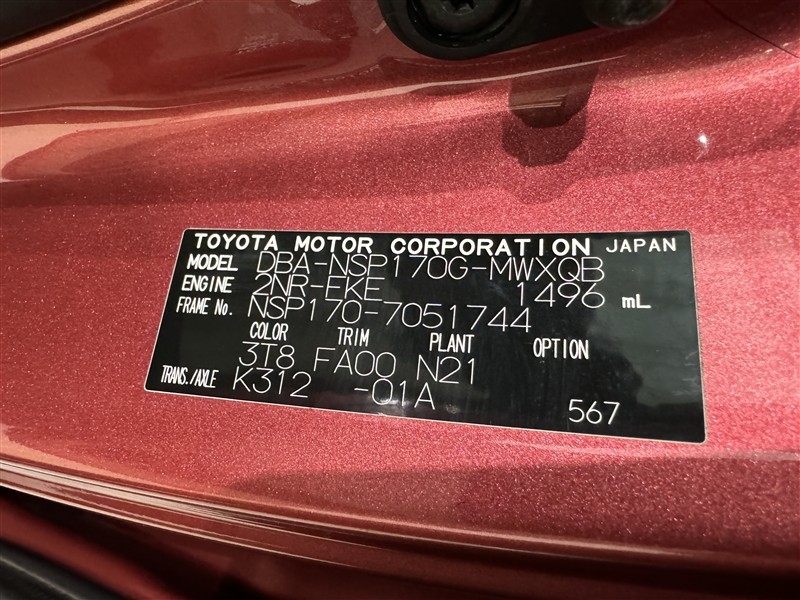 TOYOTA MOTOR CORPORATION JAPAN
MODEL DBA-NSP170G-MWXQB
ENGINE 2NR-FKE 1496 mL
FRAME No. NSP170-7051744
COLOR TRIM PLANT OPTION
3T8 FA00 N21
TRANS./AXLE K312 -01A
567